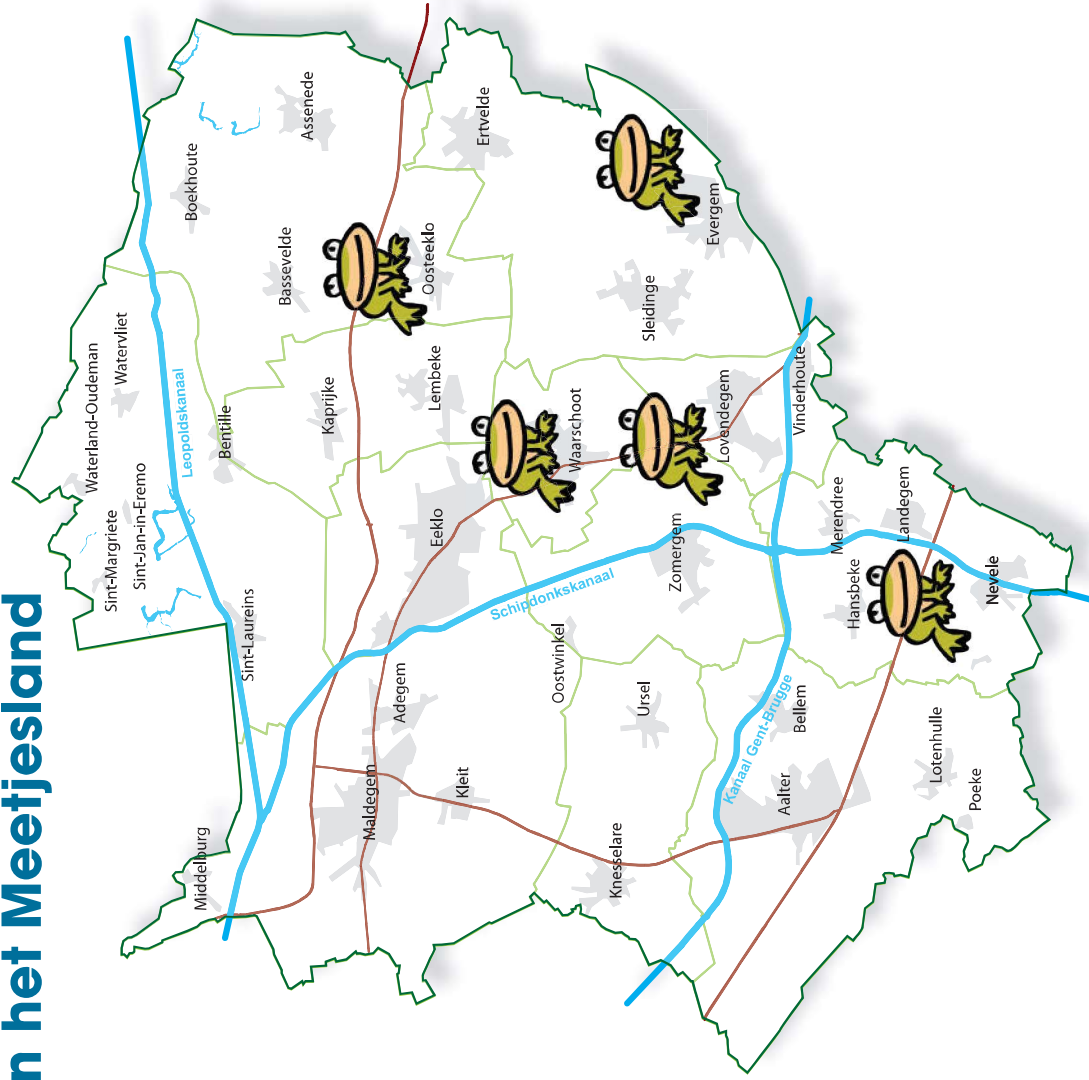 n het Meetjesland
Middelburg
Sint-Laureins
Sint-Margriete
Sint-Jan-in-Eremo
Waterland-Oudeman
Watervliet
Leopoldskanaal
Bentille
Boekhoute
Bassevelde
Assenede
Kaprijke
Oosteeklo
Lembeke
Ertvelde
Eeklo
Adegem
Maldegem
Kleit
Schipdonkskanaal
Oostwinkel
Waarschoot
Sleidinge
Evergem
Lovendegem
Zomergem
Ursel
Knesselare
Kanaal Gent-Brugge
Vinderhoute
Bellem
Aalter
Merendree
Hansbeke
Landegem
Nevele
Lotenhulle
Poeke